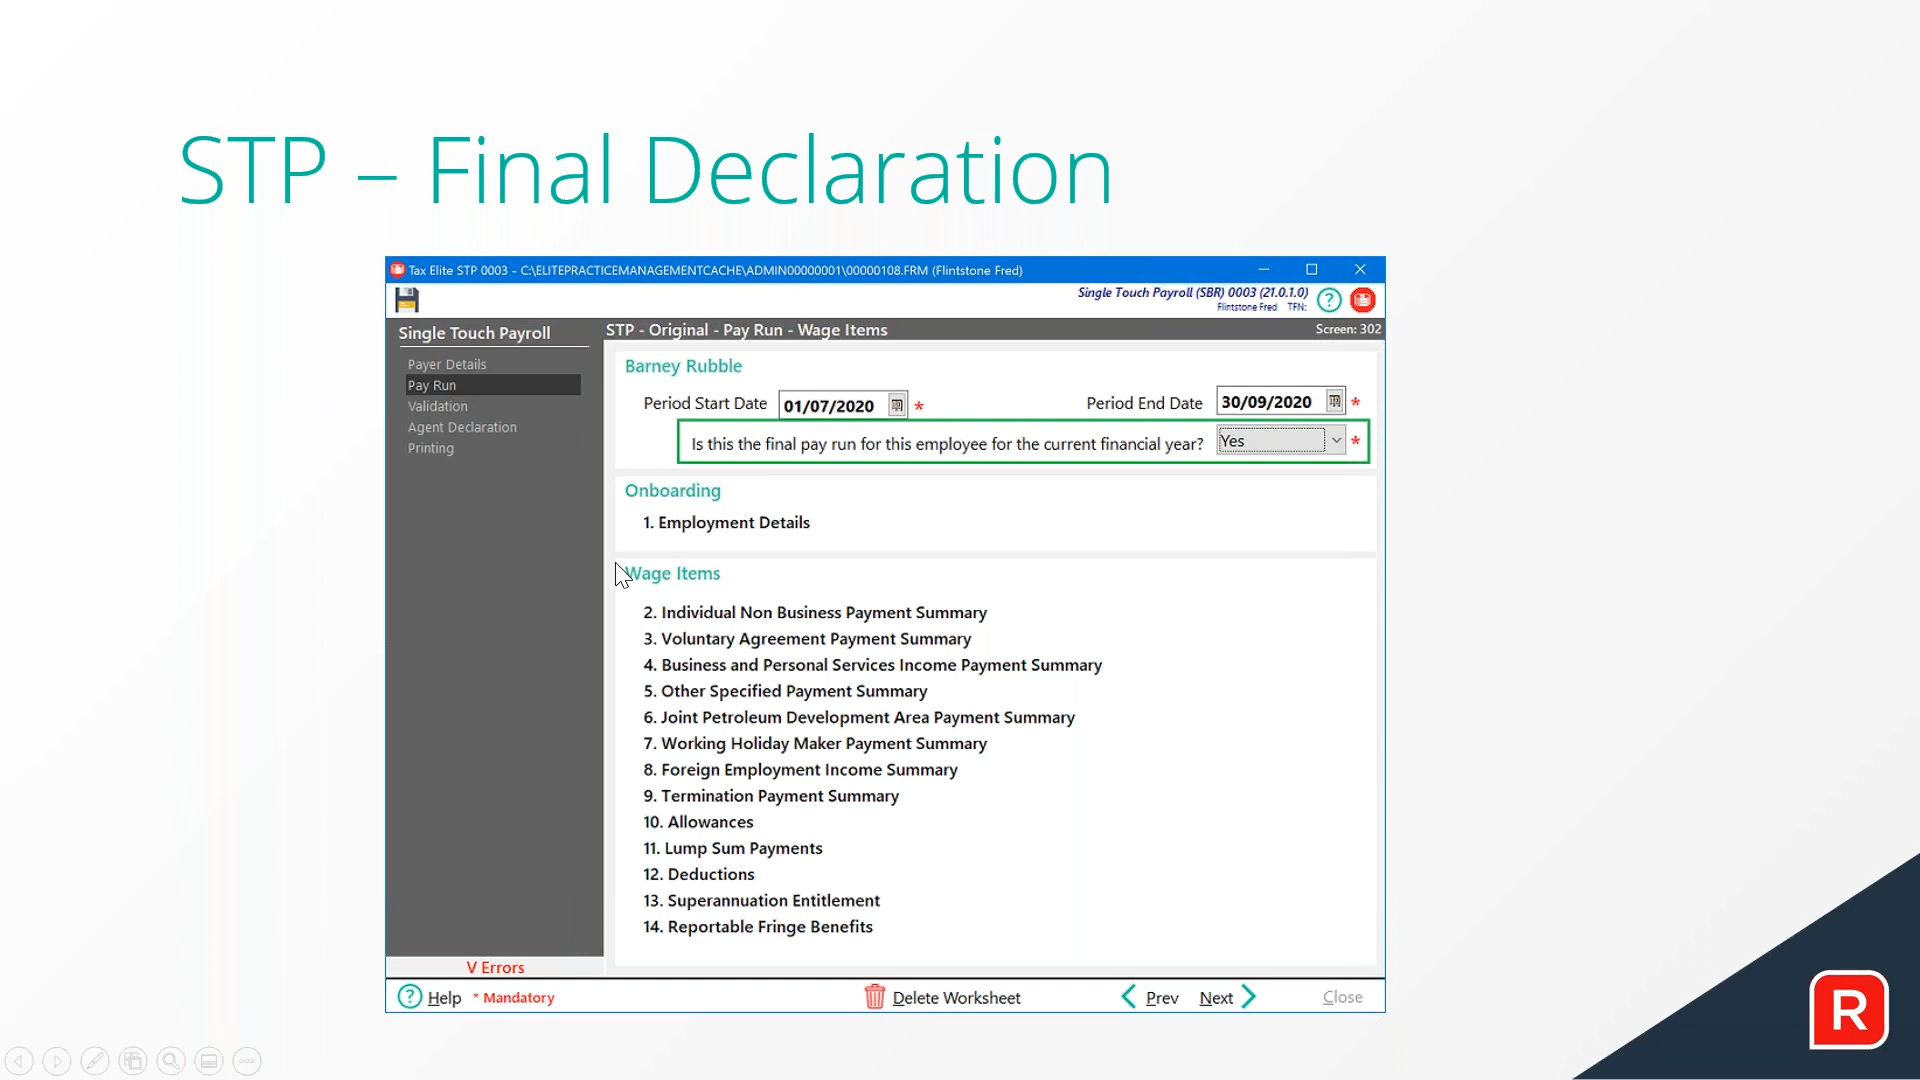 STP – Final Declaration
Tax Elite STP 0003 - C:\ELITEPRACTICEMANAGEMENTCACHE\ADMIN00000001\00000108.FRM (Flintstone Fred)
Single Touch Payroll (SBR) 0003 (21.0.1.0)
Flintstone Fred TFN:
Single Touch Payroll
STP - Original - Pay Run - Wage Items
Screen: 302
Payer Details
Pay Run
Validation
Agent Declaration
Printing
Barney Rubble
Period Start Date 01/07/2020 *
Period End Date 30/09/2020 *
Is this the final pay run for this employee for the current financial year? Yes *
Onboarding
1. Employment Details
Wage Items
2. Individual Non Business Payment Summary
3. Voluntary Agreement Payment Summary
4. Business and Personal Services Income Payment Summary
5. Other Specified Payment Summary
6. Joint Petroleum Development Area Payment Summary
7. Working Holiday Maker Payment Summary
8. Foreign Employment Income Summary
9. Termination Payment Summary
10. Allowances
11. Lump Sum Payments
12. Deductions
13. Superannuation Entitlement
14. Reportable Fringe Benefits
V Errors
? Help * Mandatory
Delete Worksheet
Prev Next
Close
R